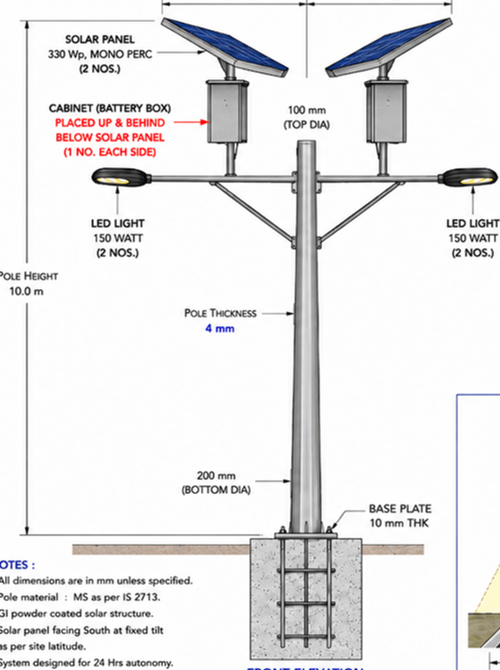 SOLAR PANEL
330 Wp, MONO PERC
(2 NOS.)
CABINET (BATTERY BOX)
PLACED UP & BEHIND
BELOW SOLAR PANEL
(1 NO. EACH SIDE)
100 mm
(TOP DIA)
LED LIGHT
150 WATT
(2 NOS.)
LED LIGHT
150 WATT
(2 NOS.)
POLE HEIGHT
10.0 m
POLE THICKNESS
4 mm
200 mm
(BOTTOM DIA)
BASE PLATE
10 mm THK
OTES :
All dimensions are in mm unless specified.
Pole material : MS as per IS 2713.
GI powder coated solar structure.
Solar panel facing South at fixed tilt
as per site latitude.
System designed for 24 Hrs autonomy.
FRONT ELEVATION